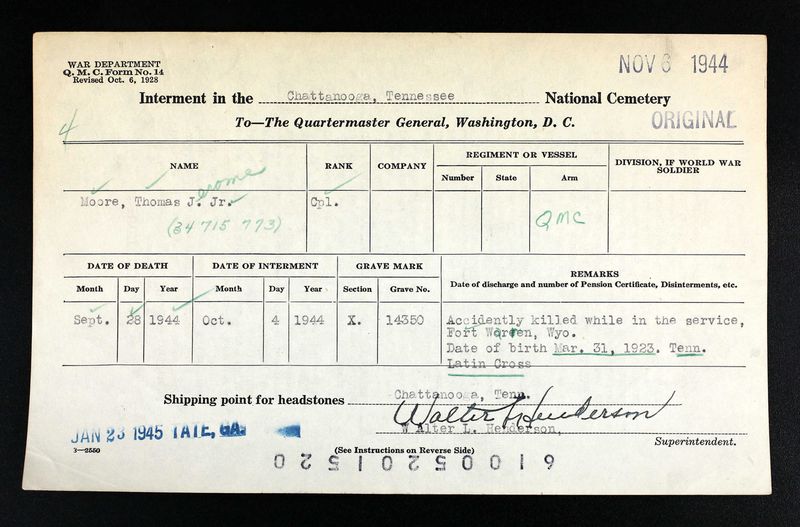 WAR DEPARTMENT
Q. M. C. Form No. 14
Revised Oct. 6, 1928
NOV 6 1944
Interment in the Chattanooga, Tennessee National Cemetery
To—The Quartermaster General, Washington, D. C.
ORIGINAL
4
NAME
RANK
COMPANY
REGIMENT OR VESSEL
Number
State
Arm
DIVISION, IF WORLD WAR SOLDIER
erome
Moore, Thomas J. Jr.
Cpl.
(34 715 773)
QMC
DATE OF DEATH
DATE OF INTERMENT
GRAVE MARK
REMARKS
Date of discharge and number of Pension Certificate, Disinterments, etc.
Month
Day
Year
Month
Day
Year
Section
Grave No.
Sept.
28
1944
Oct.
4
1944
X.
14350
Accidently killed while in the service,
Fort Warren, Wyo.
Date of birth Mar. 31, 1923. Tenn.
Latin Cross
Shipping point for headstones Chattanooga, Tenn.
Walter L. Henderson
Walter L. Henderson,
Superintendent.
JAN 23 1945 TATE, GA.
3—2550
(See Instructions on Reverse Side)
61005201520